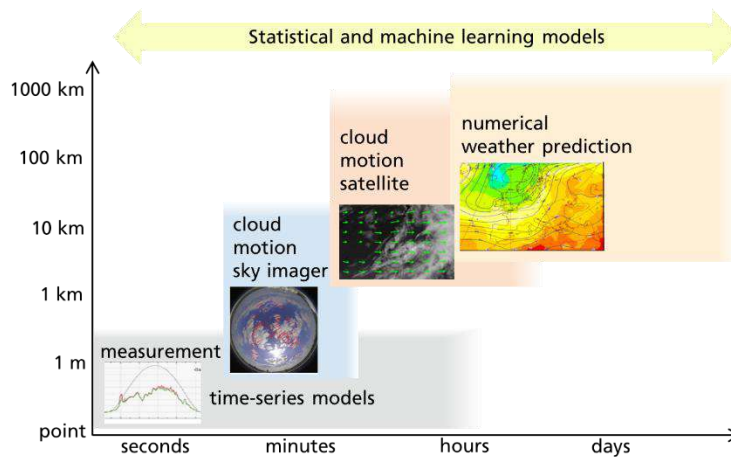 Statistical and machine learning models
1000 km
100 km
10 km
1 km
1 m
point
cloud
motion
satellite
numerical
weather prediction
cloud
motion
sky imager
measurement
time-series models
seconds
minutes
hours
days